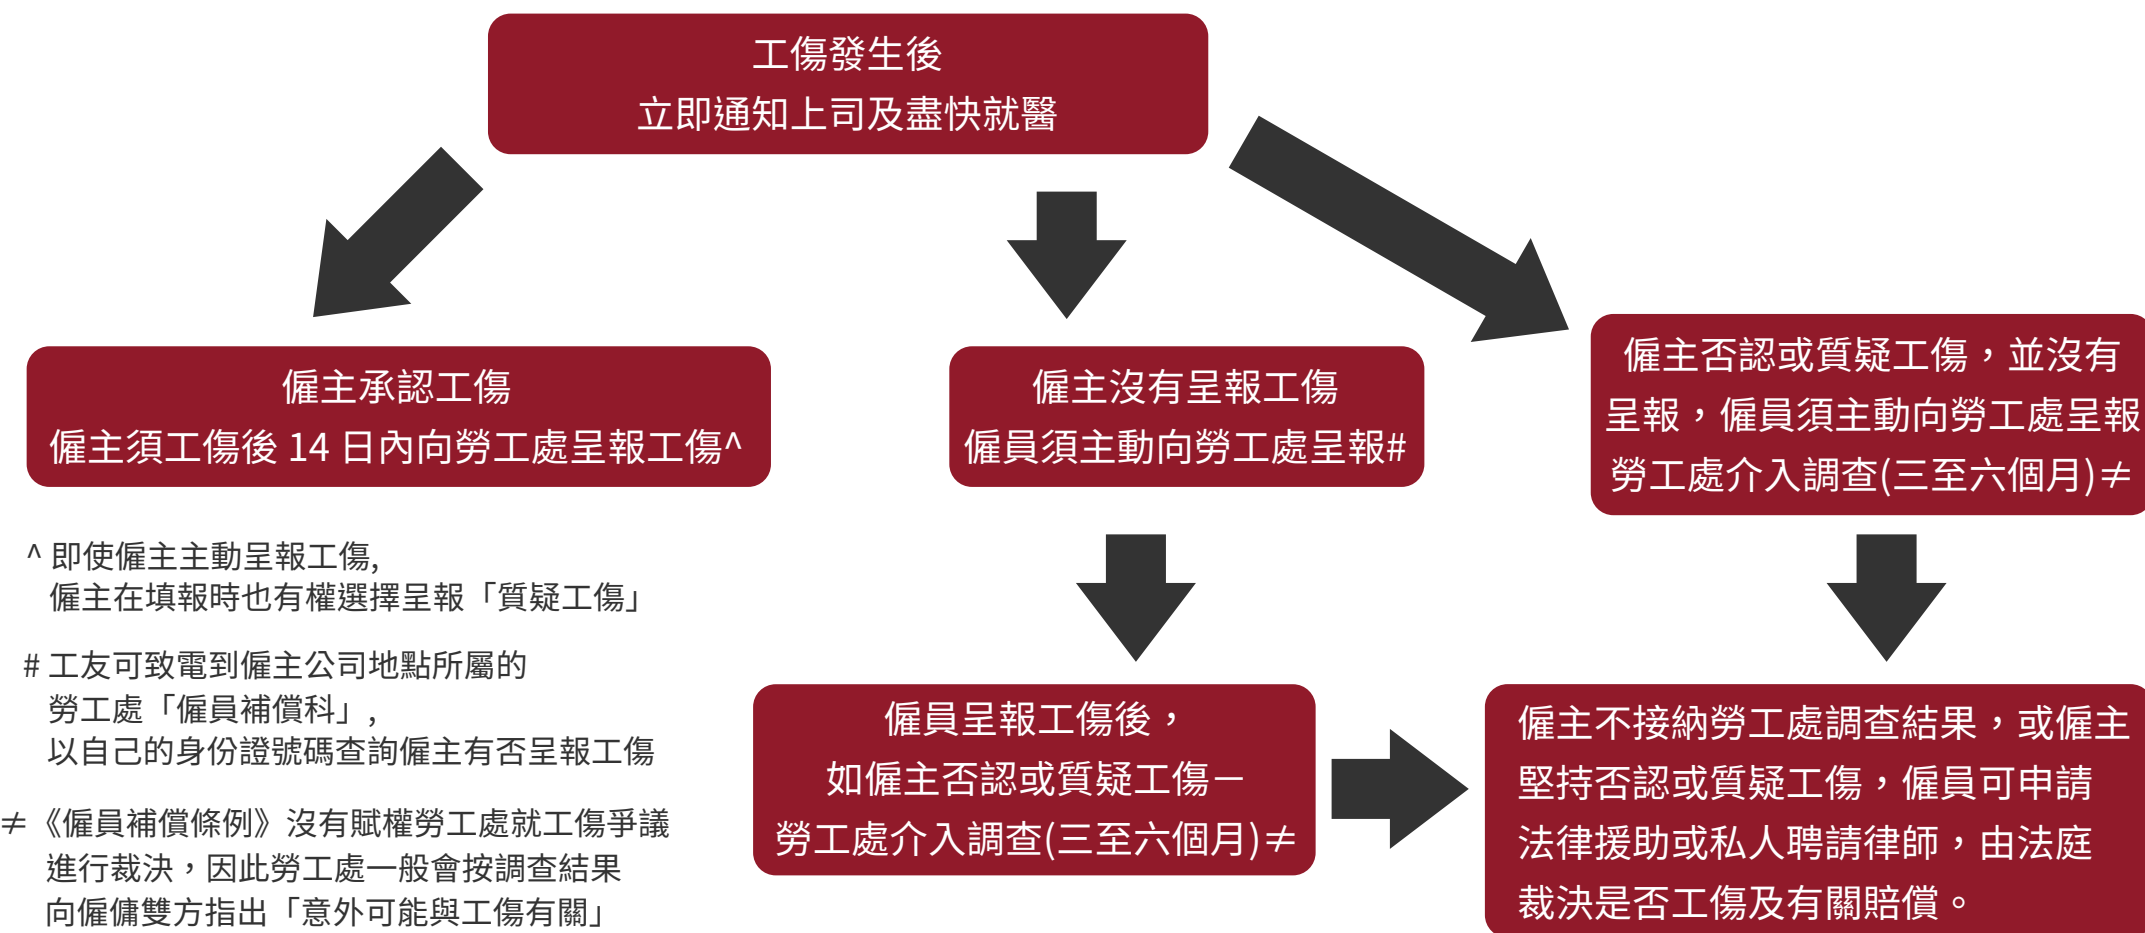 工傷發生後
立即通知上司及盡快就醫
僱主承認工傷
僱主須工傷後 14 日內向勞工處呈報工傷^
僱主沒有呈報工傷
僱員須主動向勞工處呈報#
僱主否認或質疑工傷，並沒有
呈報，僱員須主動向勞工處呈報
勞工處介入調查(三至六個月)≠
^ 即使僱主主動呈報工傷,
僱主在填報時也有權選擇呈報「質疑工傷」
# 工友可致電到僱主公司地點所屬的
勞工處「僱員補償科」,
以自己的身份證號碼查詢僱主有否呈報工傷
≠《僱員補償條例》沒有賦權勞工處就工傷爭議
進行裁決，因此勞工處一般會按調查結果
向僱傭雙方指出「意外可能與工傷有關」
僱員呈報工傷後，
如僱主否認或質疑工傷－
勞工處介入調查(三至六個月)≠
僱主不接納勞工處調查結果，或僱主
堅持否認或質疑工傷，僱員可申請
法律援助或私人聘請律師，由法庭
裁決是否工傷及有關賠償。